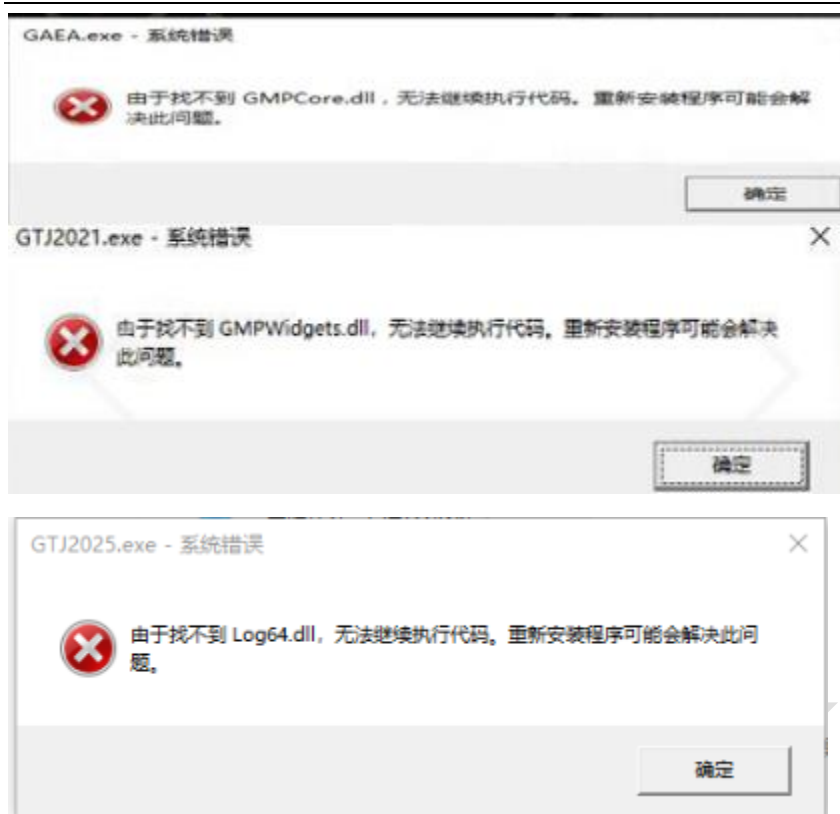 GAEA.exe - 系统错误
由于找不到 GMPCore.dll，无法继续执行代码。重新安装程序可能会解
决此问题。
确定
GTJ2021.exe - 系统错误
由于找不到 GMPWidgets.dll，无法继续执行代码。重新安装程序可能会解决
此问题。
确定
GTJ2025.exe - 系统错误
由于找不到 Log64.dll，无法继续执行代码。重新安装程序可能会解决此问
题。
确定